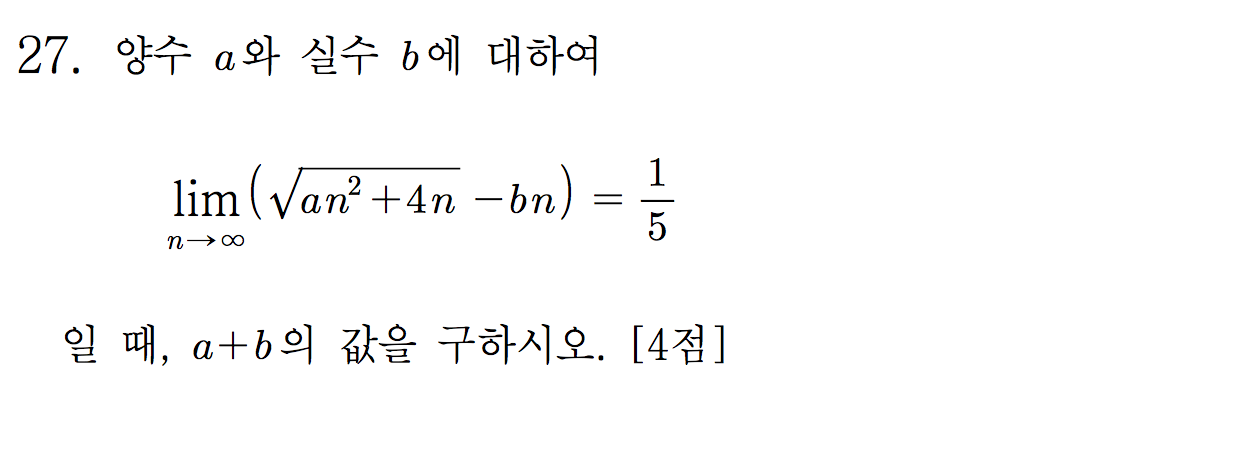 27. 양수 a와 실수 b에 대하여
lim_{n→∞}(√(an²+4n) −bn) = 1/5
일 때, a+b의 값을 구하시오. [4점]